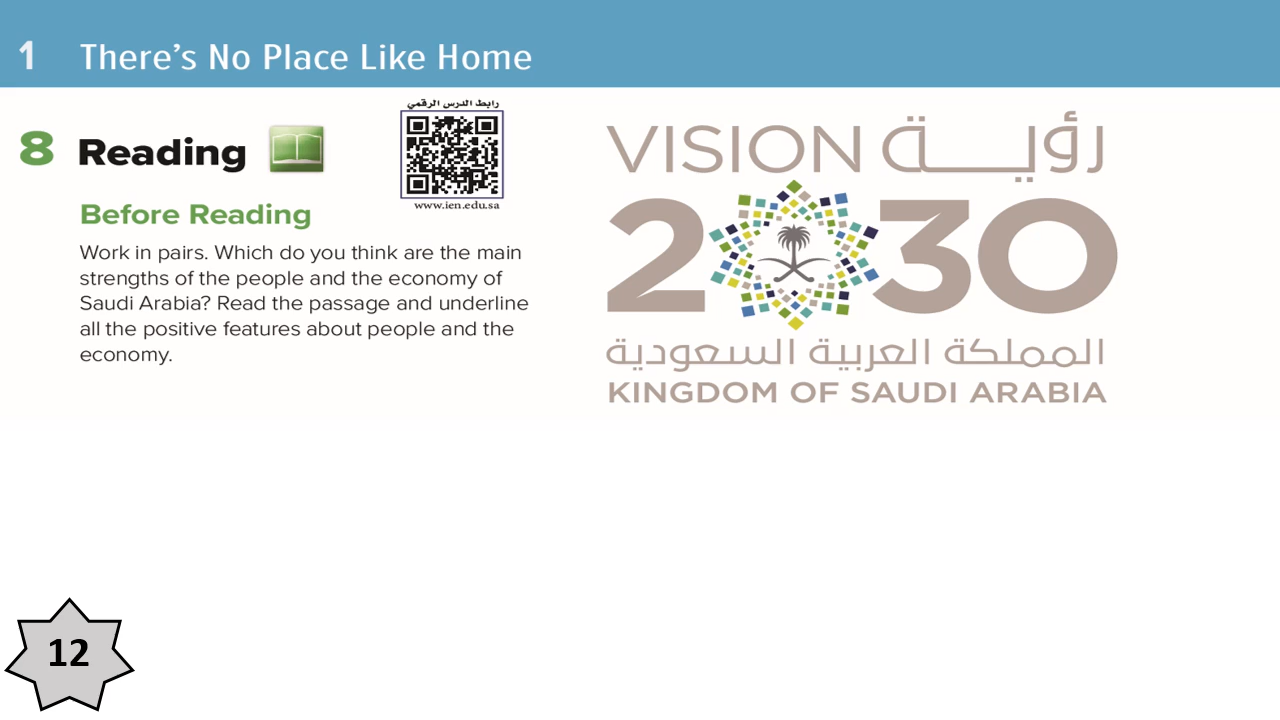 1 There's No Place Like Home
رابط الدرس الرقمي
8 Reading
www.ien.edu.sa
Before Reading
Work in pairs. Which do you think are the main
strengths of the people and the economy of
Saudi Arabia? Read the passage and underline
all the positive features about people and the
economy.
VISION رؤيــــة
2030
المملكة العربية السعودية
KINGDOM OF SAUDI ARABIA
12